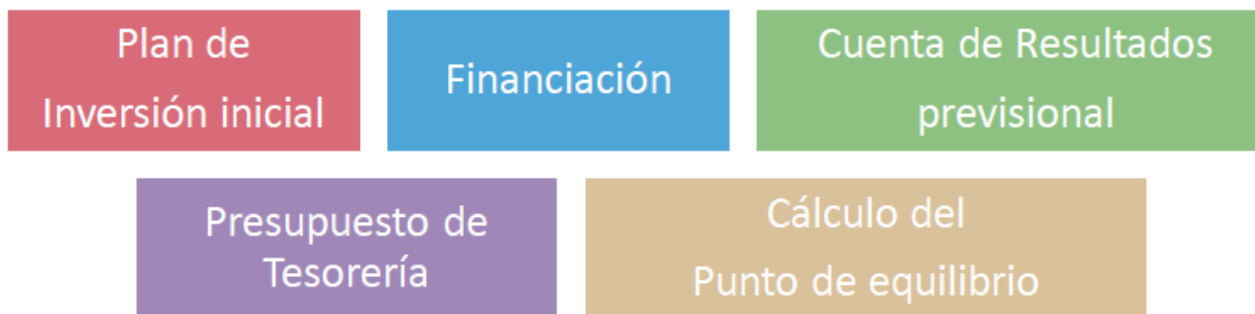 Plan de
Inversión inicial
Financiación
Cuenta de Resultados
previsional
Presupuesto de
Tesorería
Cálculo del
Punto de equilibrio